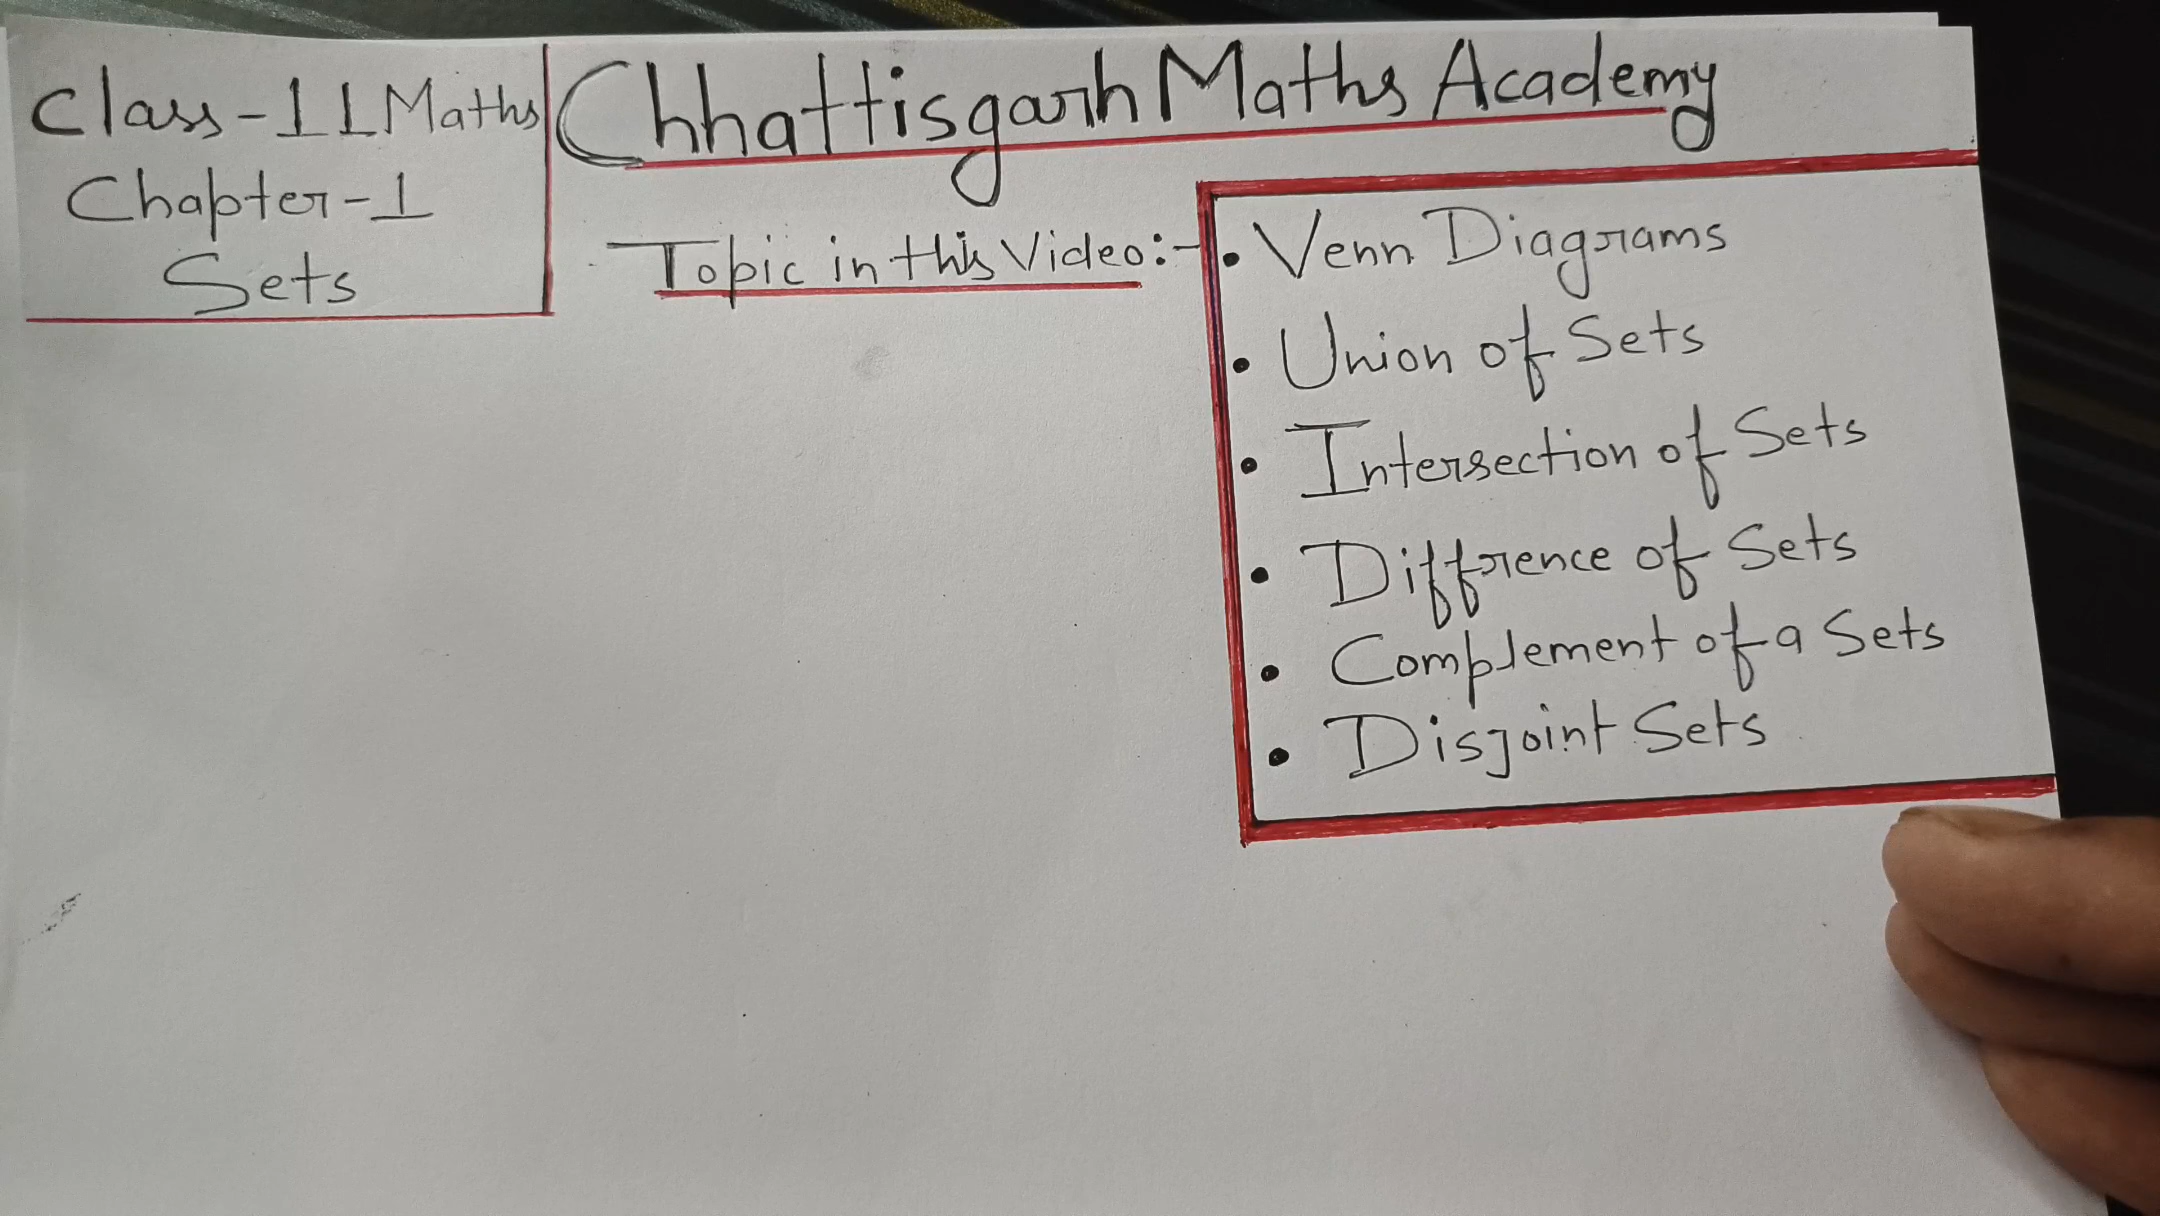 Class-11 Maths
Chapter-1
Sets
Chhattisgarh Maths Academy
Topic in this Video:-
• Venn Diagrams
• Union of Sets
• Intersection of Sets
• Diffrence of Sets
• Complement of a Sets
• Disjoint Sets